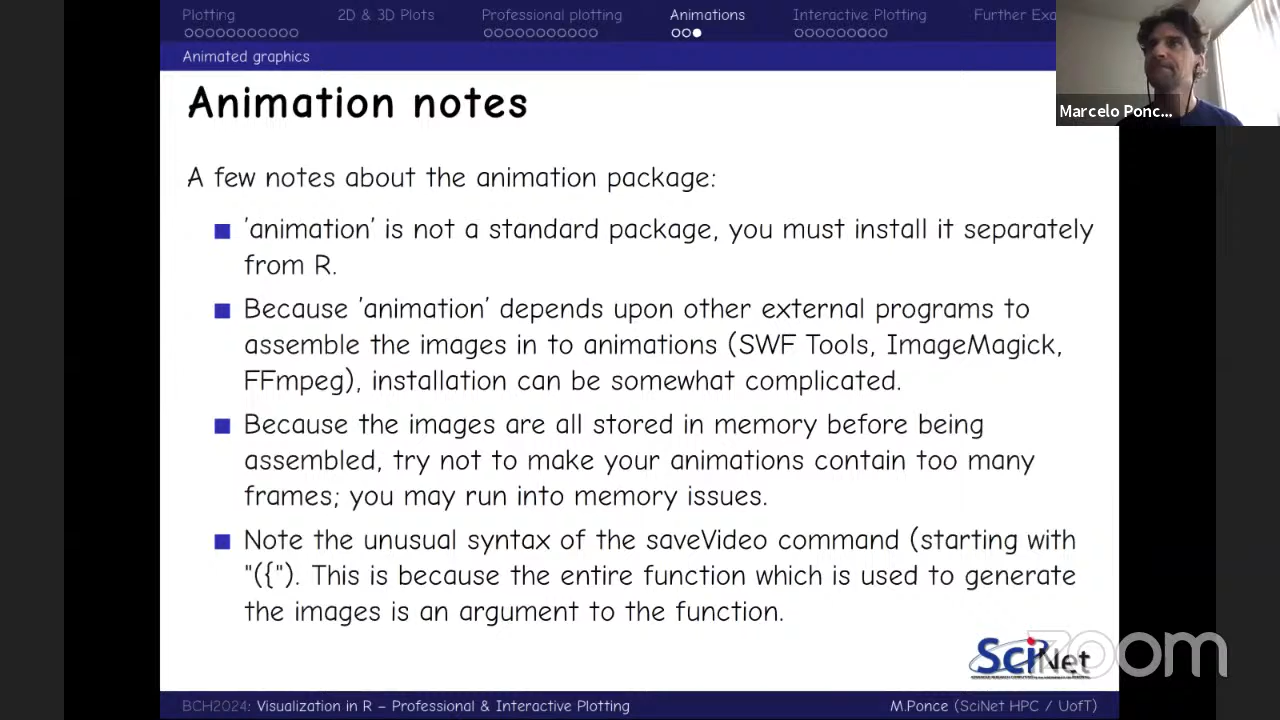 Plotting 2D & 3D Plots Professional plotting Animations Interactive Plotting Further Exa
Animated graphics
Marcelo Ponc...
Animation notes
A few notes about the animation package:
'animation' is not a standard package, you must install it separately
from R.
Because 'animation' depends upon other external programs to
assemble the images in to animations (SWF Tools, ImageMagick,
FFmpeg), installation can be somewhat complicated.
Because the images are all stored in memory before being
assembled, try not to make your animations contain too many
frames; you may run into memory issues.
Note the unusual syntax of the saveVideo command (starting with
"({"). This is because the entire function which is used to generate
the images is an argument to the function.
SciNet
zoom
BCH2024: Visualization in R – Professional & Interactive Plotting M.Ponce (SciNet HPC / UofT)